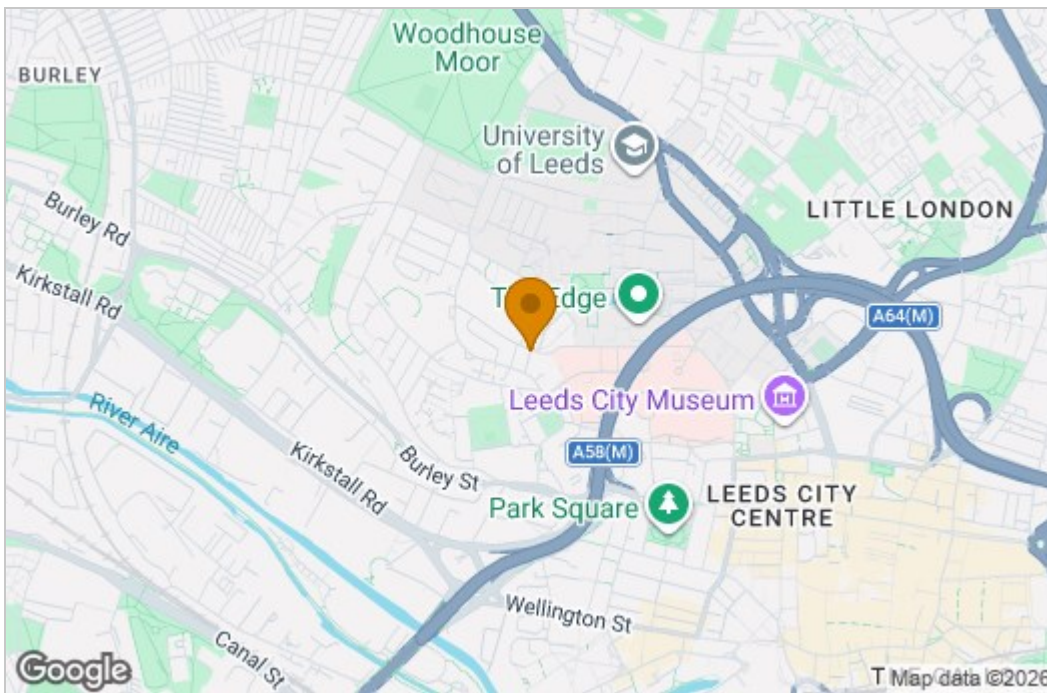 Woodhouse
Moor
BURLEY
University
of Leeds
LITTLE LONDON
Burley Rd
Kirkstall Rd
Edge
A64(M)
Leeds City Museum
River Aire
Burley St
A58(M)
Kirkstall Rd
Park Square
LEEDS CITY
CENTRE
Wellington St
Canal St
Google
Map data ©2026